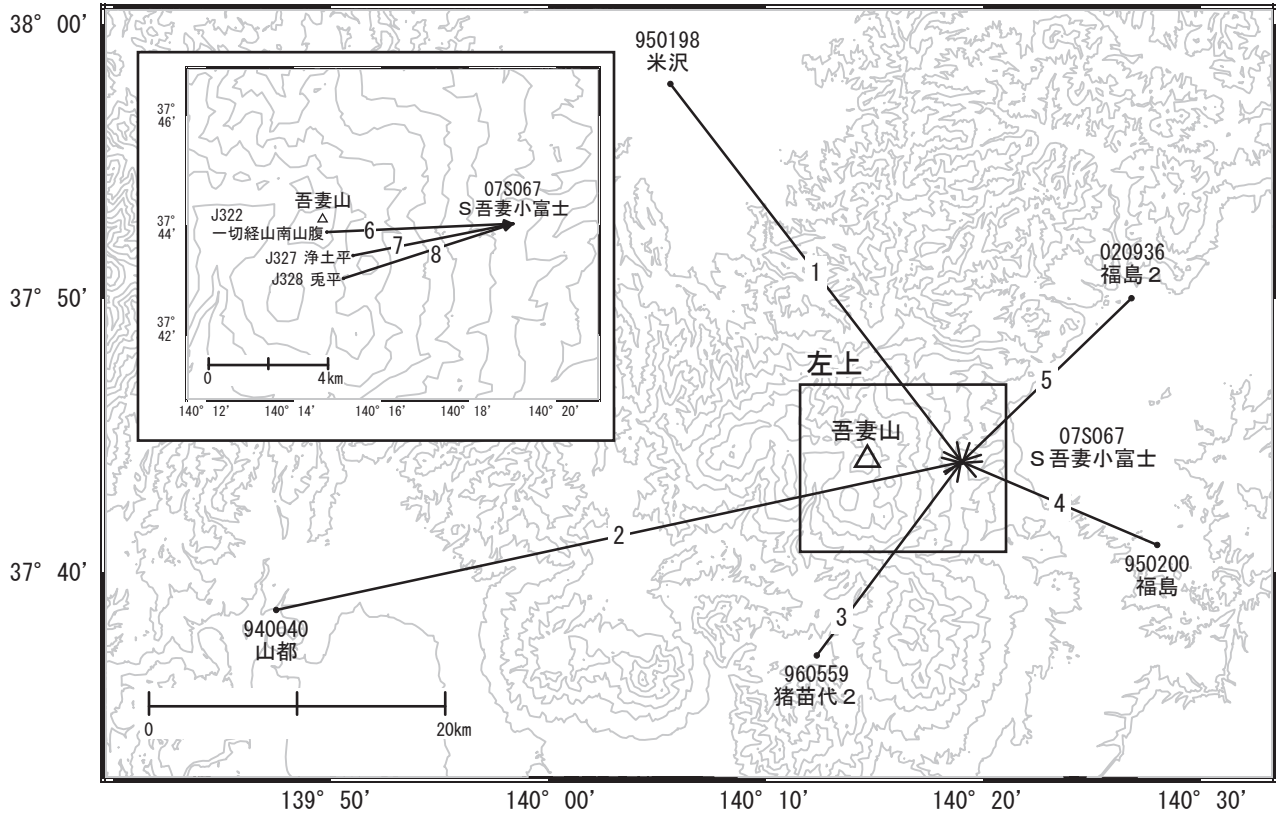 38° 00'
950198
米沢
37°
46'
07S067
S吾妻小富士
吾妻山
J322
一切経山南山腹
37°
44'
6
7
8
J327 浄土平
J328 兎平
37°
42'
0
4km
140° 12'
140° 14'
140° 16'
140° 18'
140° 20'
1
020936
福島2
37° 50'
左上
5
吾妻山
07S067
S吾妻小富士
4
2
950200
福島
37° 40'
3
940040
山都
960559
猪苗代2
0
20km
139° 50'
140° 00'
140° 10'
140° 20'
140° 30'